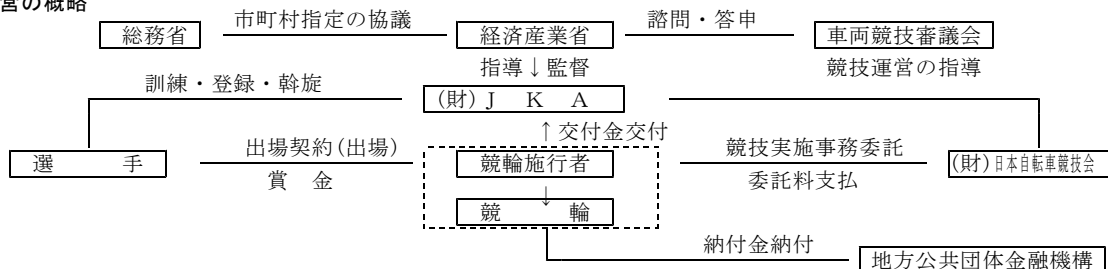 営の概略
総務省 市町村指定の協議 経済産業省 諮問・答申 車両競技審議会
指導↓監督 競技運営の指導
訓練・登録・斡旋 (財)J K A
↑交付金交付
選 手 出場契約(出場) 競輪施行者 競技実施事務委託 (財)日本自転車競技会
賞 金 ↓ 委託料支払
競 輪
納付金納付 地方公共団体金融機構